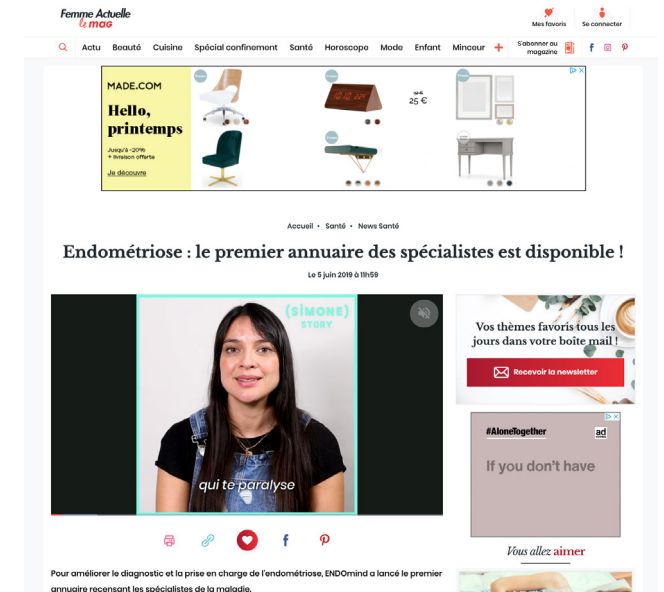 Femme Actuelle
le mag
Mes favoris
Se connecter
Actu Beauté Cuisine Spécial confinement Santé Horoscope Mode Enfant Minceur + S'abonner au magazine
MADE.COM
Hello,
printemps
Jusqu'à -20%
+ livraison offerte
Je découvre
25 €
Accueil • Santé • News Santé
Endométriose : le premier annuaire des spécialistes est disponible !
Le 5 juin 2019 à 11h59
(SIMONE)
STORY
qui te paralyse
Vos thèmes favoris tous les
jours dans votre boîte mail !
Recevoir la newsletter
#AloneTogether
ad
If you don't have
Vous allez aimer
Pour améliorer le diagnostic et la prise en charge de l'endométriose, ENDOmind a lancé le premier
annuaire recensant les spécialistes de la maladie.